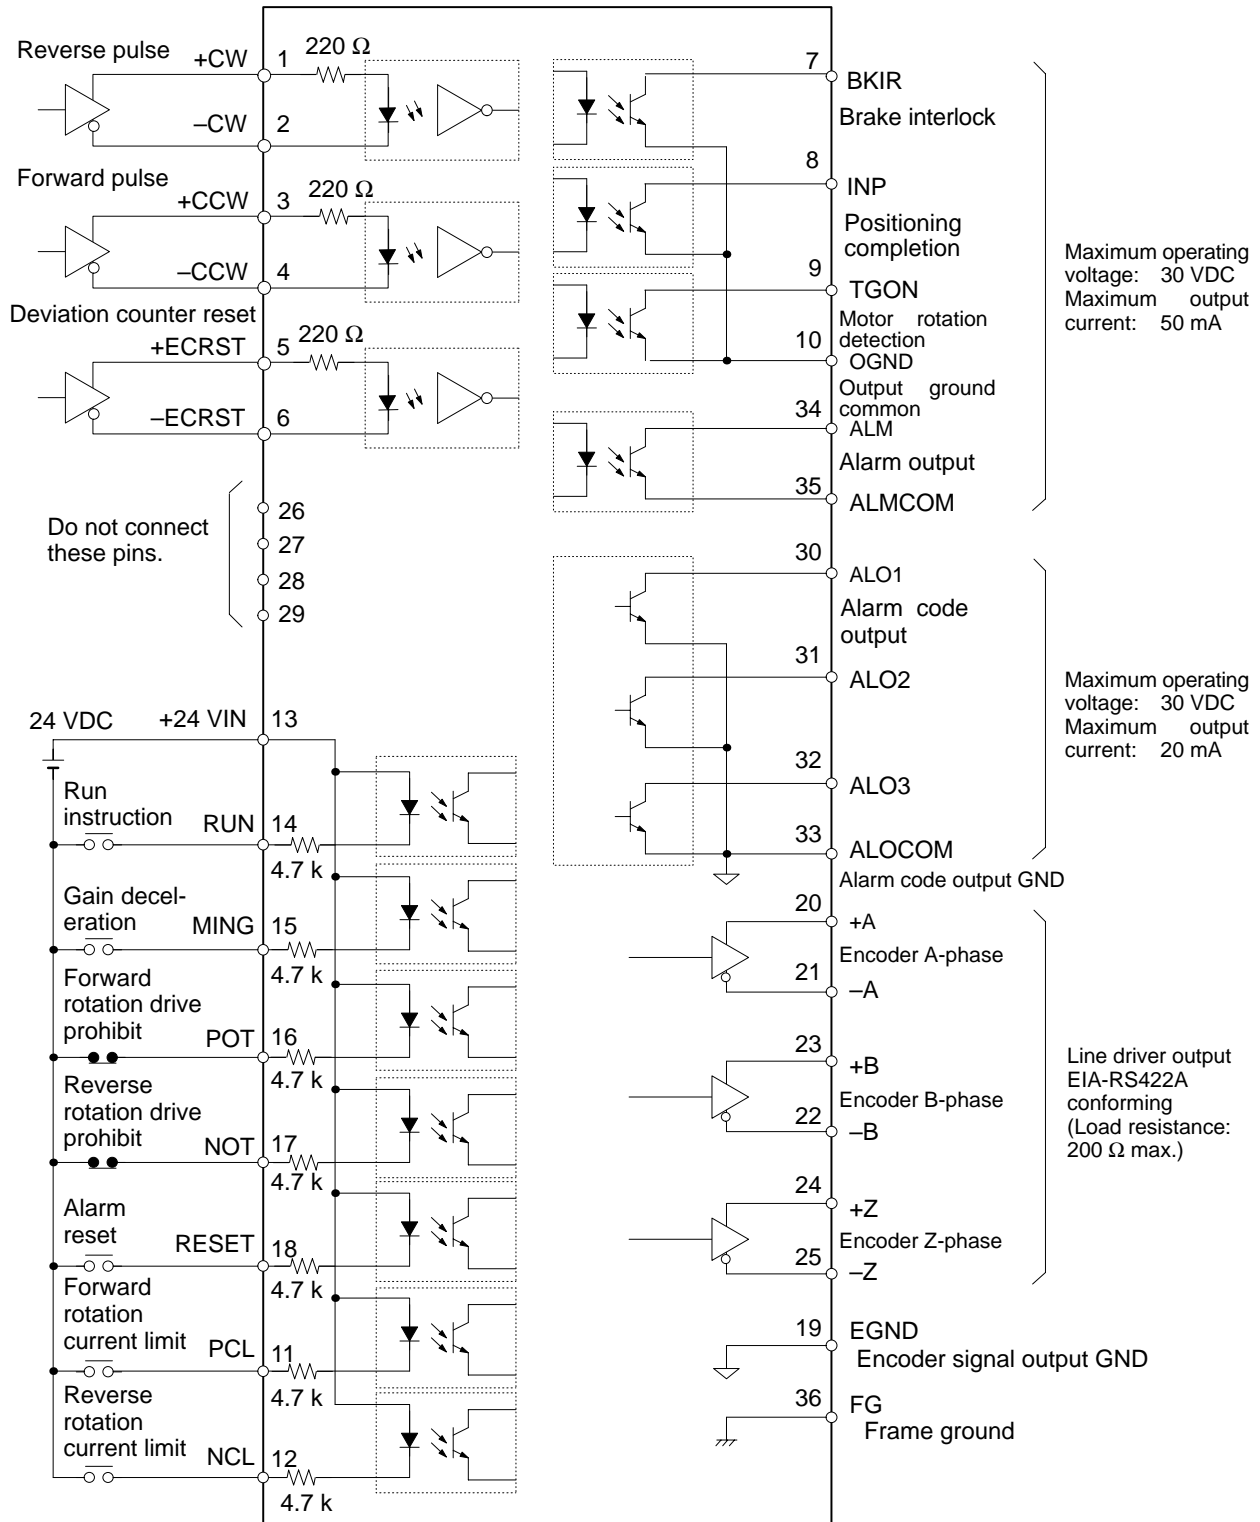 Reverse pulse
+CW 1 220 Ω
–CW 2
Forward pulse
+CCW 3 220 Ω
–CCW 4
Deviation counter reset
+ECRST 5 220 Ω
–ECRST 6
Do not connect
these pins.
26
27
28
29
24 VDC +24 VIN 13
Run
instruction
RUN 14
4.7 k
Gain decel-
eration
MING 15
4.7 k
Forward
rotation drive
prohibit
POT 16
4.7 k
Reverse
rotation drive
prohibit
NOT 17
4.7 k
Alarm
reset
RESET 18
4.7 k
Forward
rotation
current limit
PCL 11
4.7 k
Reverse
rotation
current limit
NCL 12
4.7 k
7 BKIR
Brake interlock
8 INP
Positioning
completion
9 TGON
Motor rotation
detection
10 OGND
Output ground
common
34 ALM
Alarm output
35 ALMCOM
Maximum operating
voltage: 30 VDC
Maximum output
current: 50 mA
30 ALO1
Alarm code
output
31 ALO2
32 ALO3
33 ALOCOM
Alarm code output GND
Maximum operating
voltage: 30 VDC
Maximum output
current: 20 mA
20 +A
Encoder A-phase
21 –A
23 +B
Encoder B-phase
22 –B
24 +Z
Encoder Z-phase
25 –Z
Line driver output
EIA-RS422A
conforming
(Load resistance:
200 Ω max.)
19 EGND
Encoder signal output GND
36 FG
Frame ground